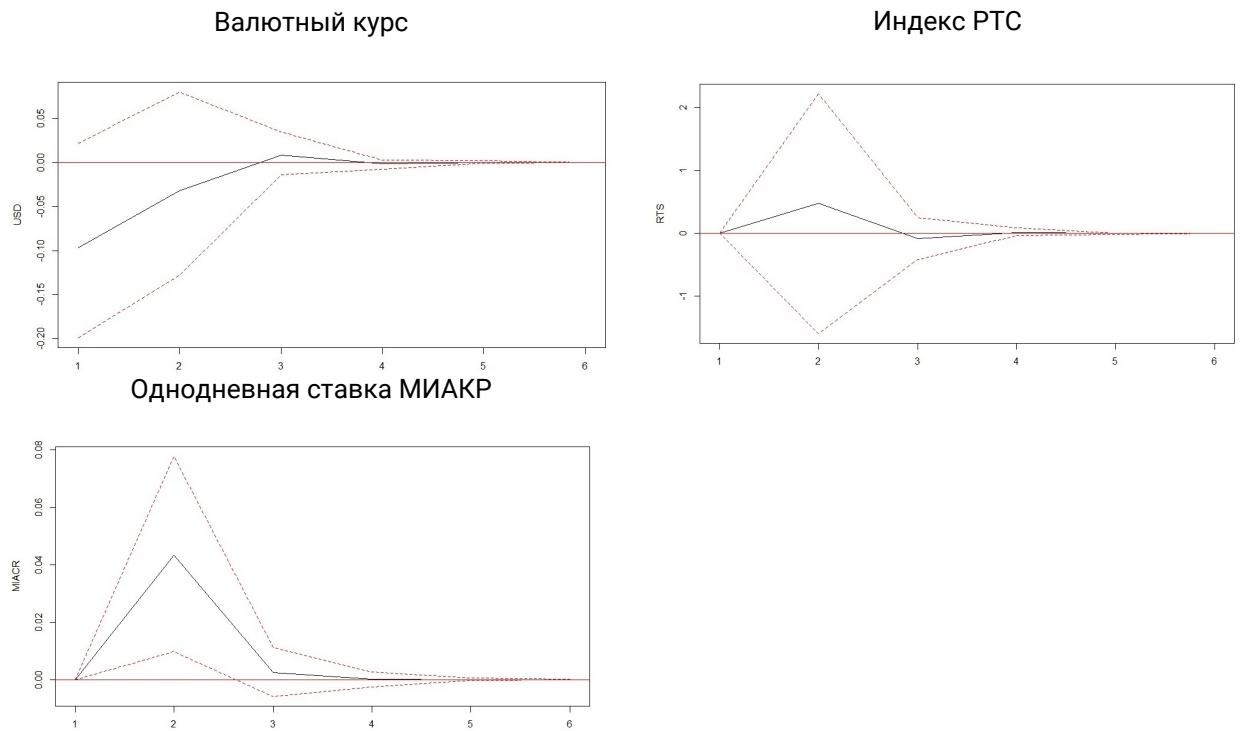 Валютный курс
0.05
0.00
-0.05
-0.10
-0.15
-0.20
USD
1 2 3 4 5 6
Индекс РТС
2
1
0
-1
RTS
1 2 3 4 5 6
Однодневная ставка МИАКР
0.08
0.06
0.04
0.02
0.00
MIACR
1 2 3 4 5 6